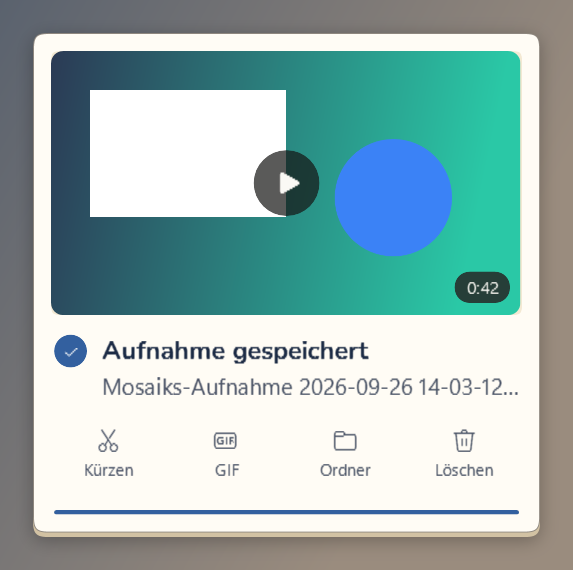 0:42
Aufnahme gespeichert
Mosaiks-Aufnahme 2026-09-26 14-03-12...
GIF
Kürzen GIF Ordner Löschen